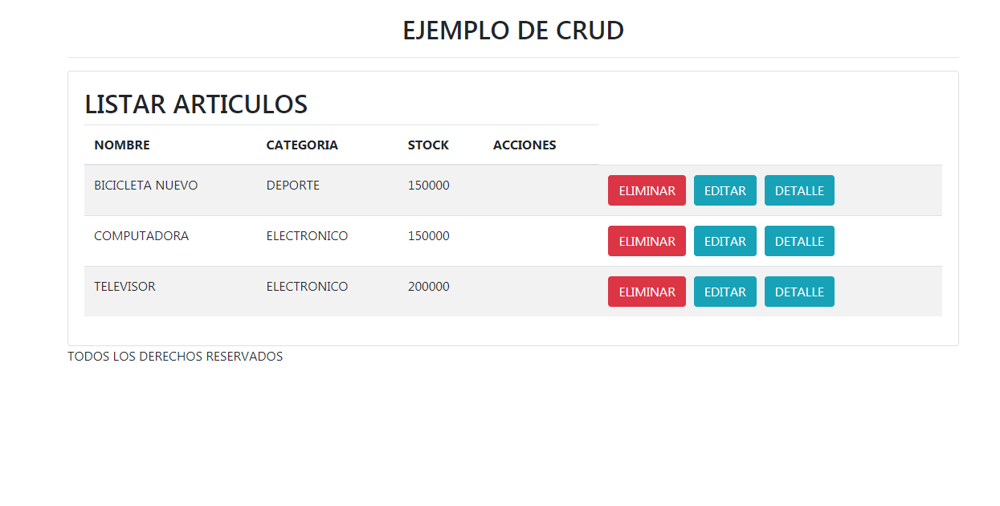 EJEMPLO DE CRUD
LISTAR ARTICULOS
NOMBRE CATEGORIA STOCK ACCIONES
BICICLETA NUEVO DEPORTE 150000 ELIMINAR EDITAR DETALLE
COMPUTADORA ELECTRONICO 150000 ELIMINAR EDITAR DETALLE
TELEVISOR ELECTRONICO 200000 ELIMINAR EDITAR DETALLE
TODOS LOS DERECHOS RESERVADOS